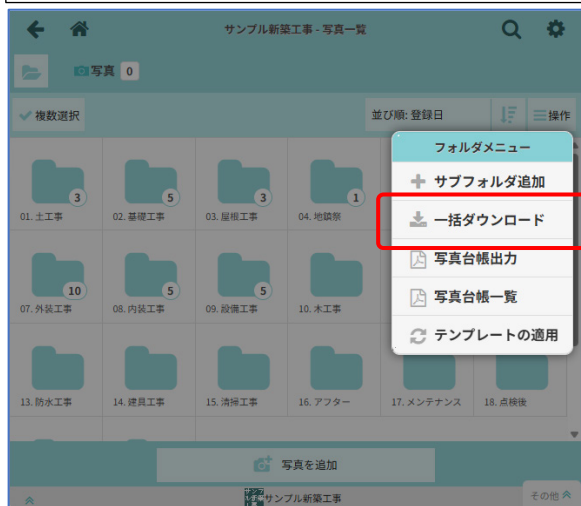 サンプル新築工事 - 写真一覧
写真 0
複数選択
並び順: 登録日
操作
フォルダメニュー
サブフォルダ追加
一括ダウンロード
写真台帳出力
写真台帳一覧
テンプレートの適用
3
5
3
1
01. 土工事
02. 基礎工事
03. 屋根工事
04. 地鎮祭
10
5
5
07. 外装工事
08. 内装工事
09. 設備工事
10. 木工事
13. 防水工事
14. 建具工事
15. 清掃工事
16. アフター
17. メンテナンス
18. 点検後
写真を追加
サンプル新築工事
その他